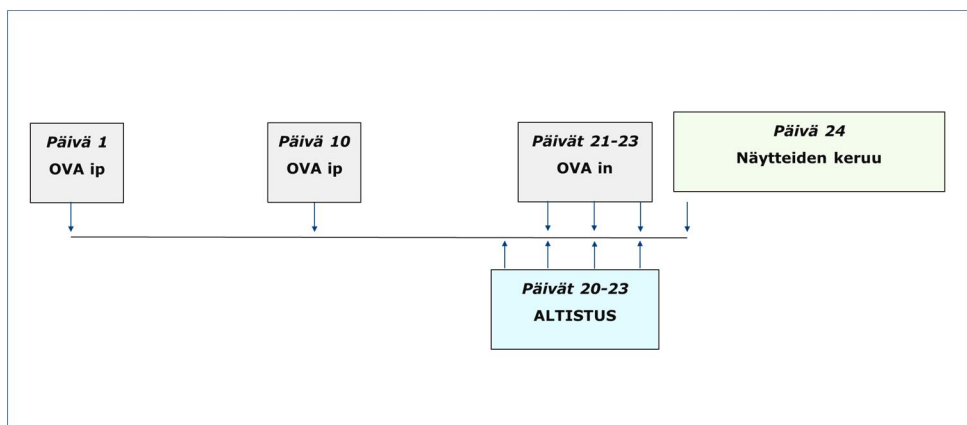 Päivä 1
OVA ip
Päivä 10
OVA ip
Päivät 21-23
OVA in
Päivä 24
Näytteiden keruu
Päivät 20-23
ALTISTUS